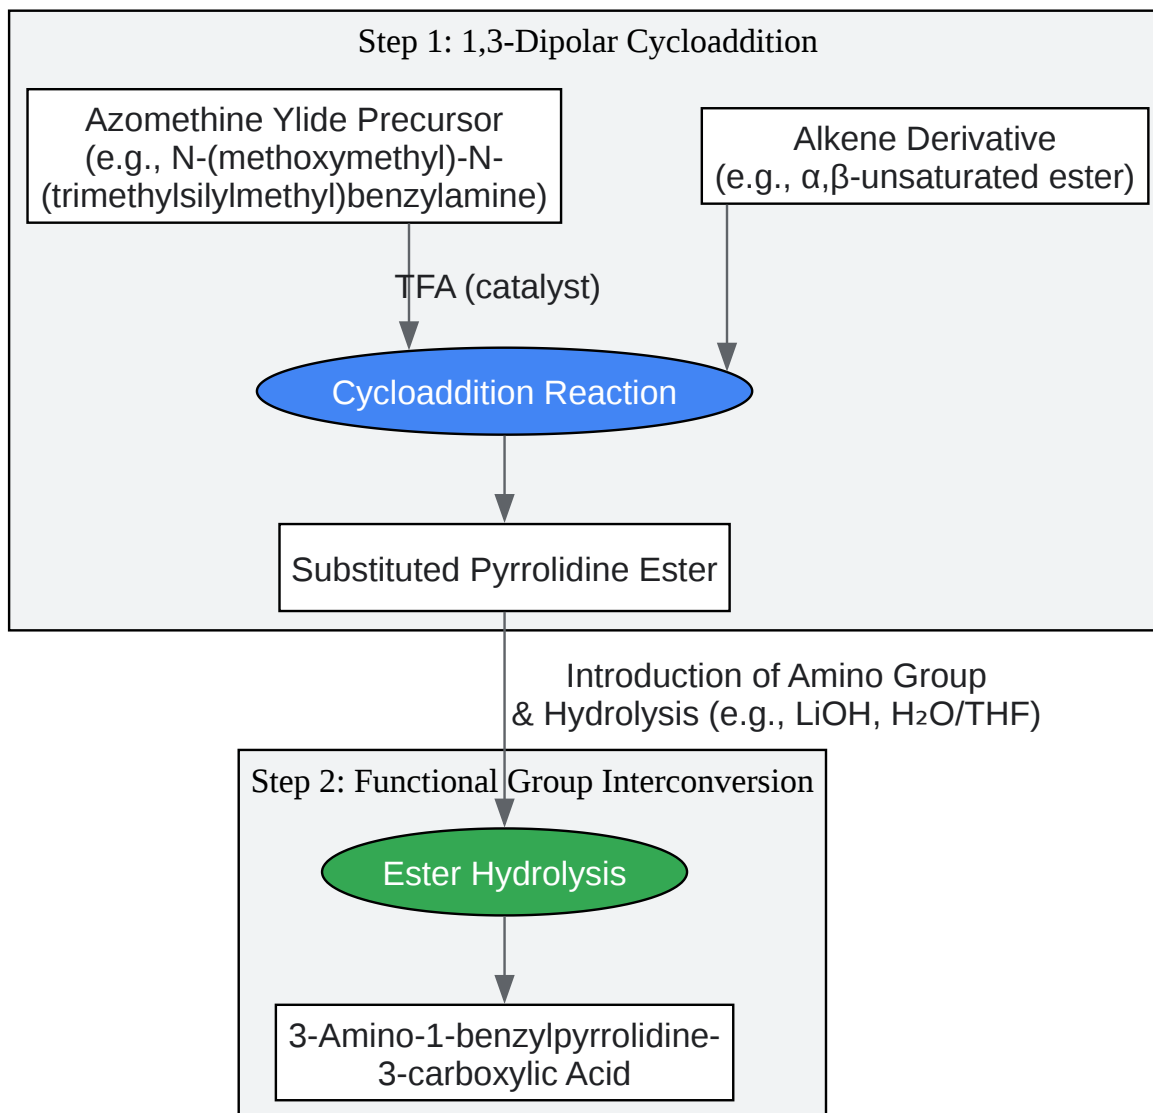 Step 1: 1,3-Dipolar Cycloaddition
Azomethine Ylide Precursor
(e.g., N-(methoxymethyl)-N-
(trimethylsilylmethyl)benzylamine)
Alkene Derivative
(e.g., α,β-unsaturated ester)
TFA (catalyst)
Cycloaddition Reaction
Substituted Pyrrolidine Ester
Introduction of Amino Group
& Hydrolysis (e.g., LiOH, H₂O/THF)
Step 2: Functional Group Interconversion
Ester Hydrolysis
3-Amino-1-benzylpyrrolidine-
3-carboxylic Acid